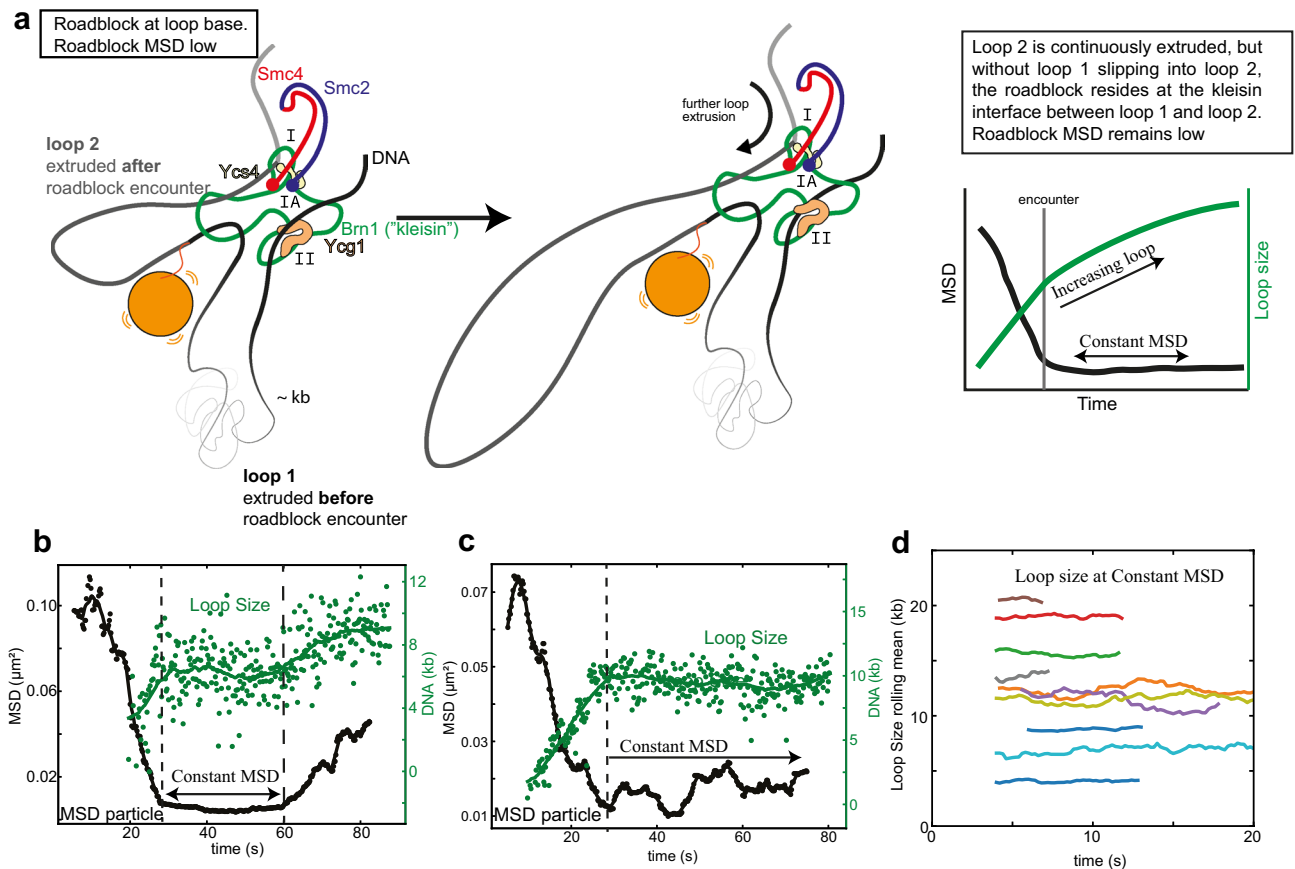 a
Roadblock at loop base.
Roadblock MSD low
Smc4
Smc2
I
loop 2
extruded after
roadblock encounter
Ycs4
IA
DNA
Brn1 ("kleisin")
Ycg1
II
~ kb
loop 1
extruded before
roadblock encounter
further loop
extrusion
Smc4
Smc2
I
IA
II
Loop 2 is continuously extruded, but
without loop 1 slipping into loop 2,
the roadblock resides at the kleisin
interface between loop 1 and loop 2.
Roadblock MSD remains low
encounter
MSD
Increasing loop
Constant MSD
Loop size
Time
b
MSD (µm²)
0.10
0.06
0.02
Loop Size
Constant MSD
MSD particle
12
8
6
4
0
DNA (kb)
20
40
60
80
time (s)
c
MSD (µm²)
0.07
0.05
0.03
0.01
Loop Size
Constant MSD
MSD particle
15
10
5
0
DNA (kb)
20
40
60
80
time (s)
d
Loop size at Constant MSD
Loop Size rolling mean (kb)
20
10
0
0
10
20
time (s)